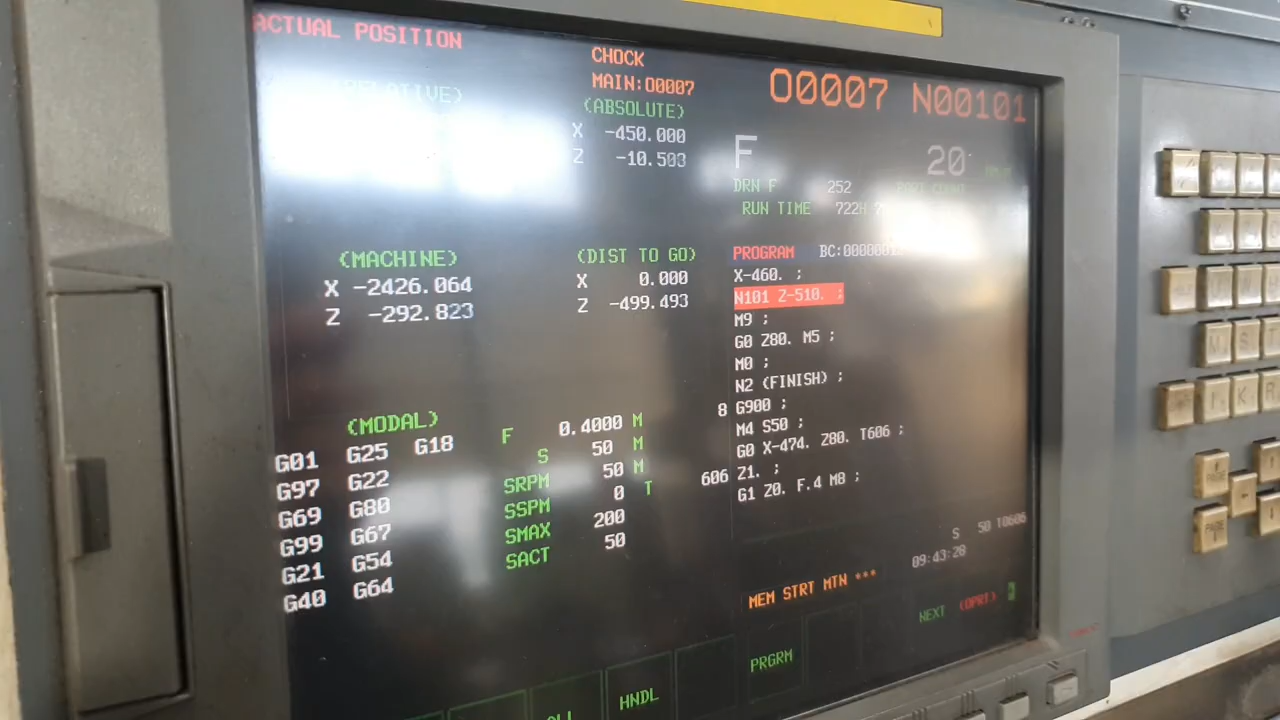 ACTUAL POSITION
CHOCK
MAIN:O0007
O0007 N00101
(RELATIVE)
(ABSOLUTE)
X -450.000
Z -10.503
F 20
DRN F 252
PART COUNT
RUN TIME 722H
(MACHINE)
X -2426.064
Z -292.823
(DIST TO GO)
X 0.000
Z -499.493
PROGRAM
X-460. ;
N101 Z-510. ;
M9 ;
G0 Z80. M5 ;
M0 ;
N2 (FINISH) ;
G900 ;
M4 S50 ;
G0 X-474. Z80. T606 ;
Z1. ;
G1 Z0. F.4 M8 ;
(MODAL)
G01 G25 G18
G97 G22
G69 G80
G99 G67
G21 G54
G40 G64
F 0.4000 M 8
S 50 M
SRPM 50 M
SSPM 0 T 606
SMAX 200
SACT 50
S 50 T0606
09:43:28
MEM STRT MTN ***
NEXT (OPRT)
HNDL
PRGRM